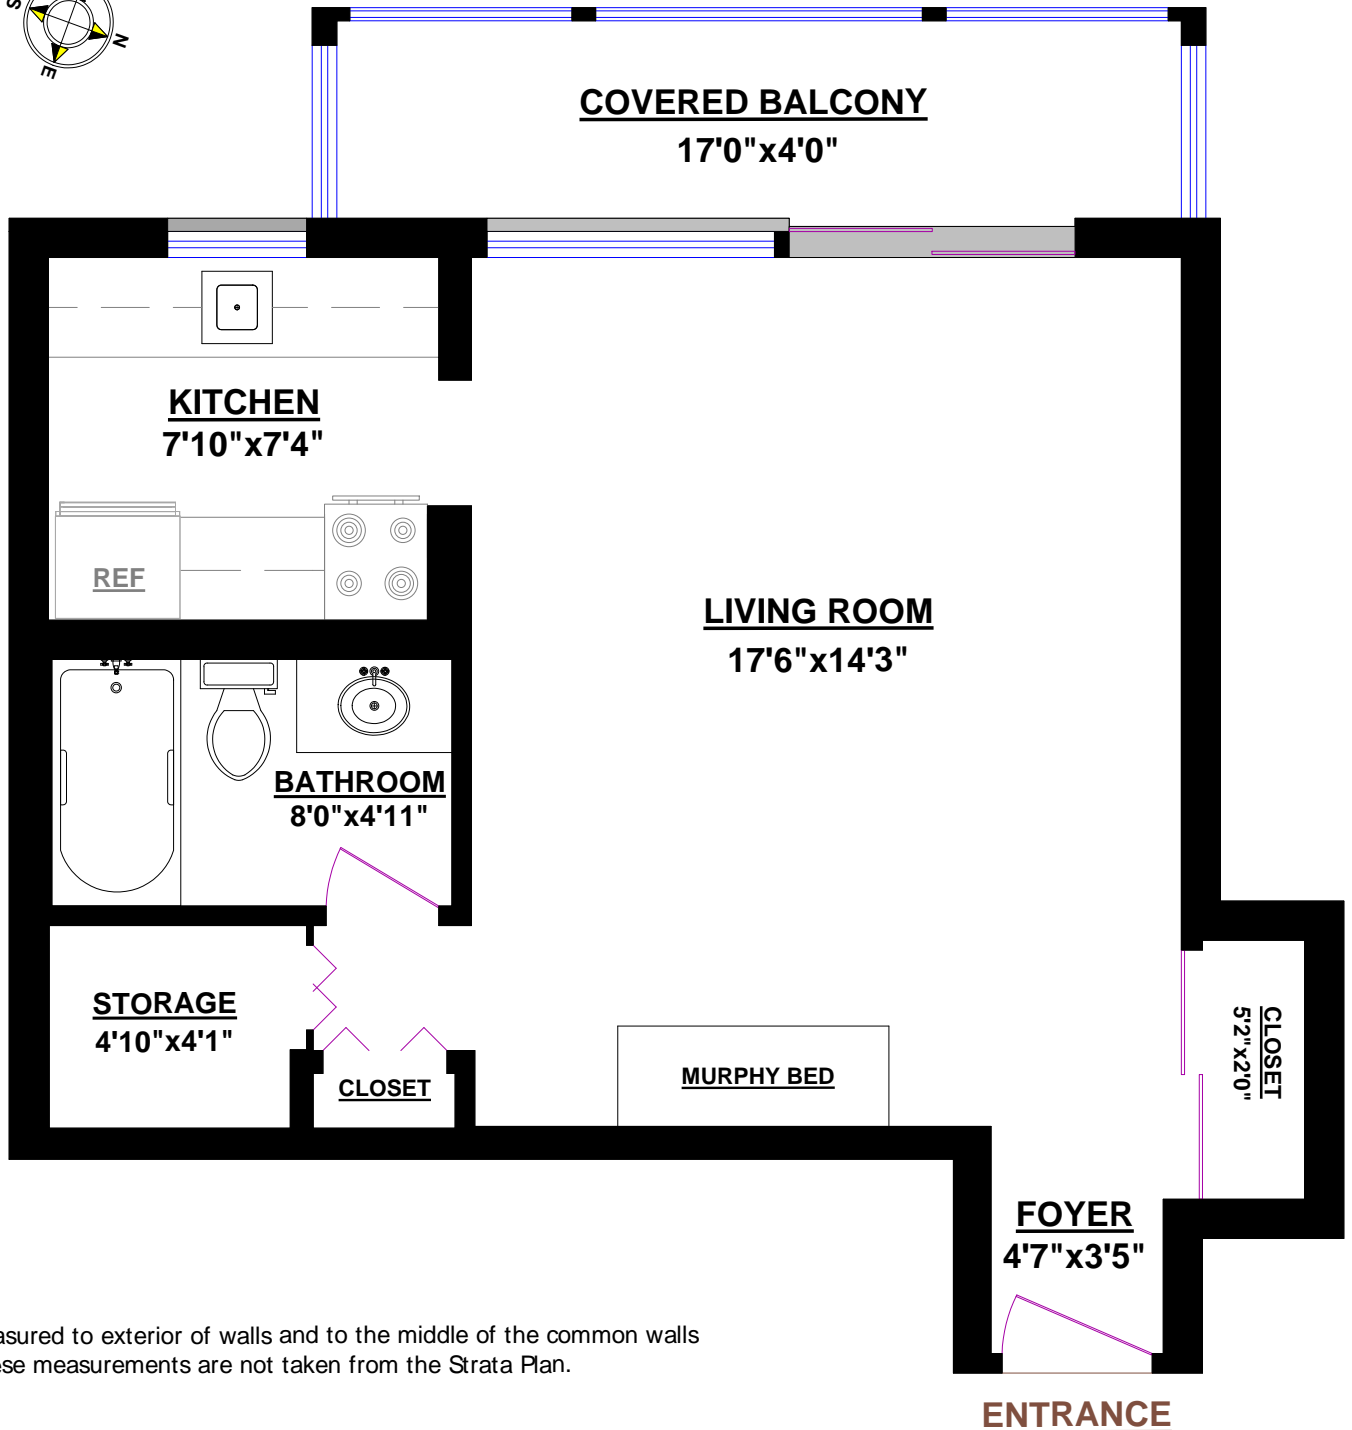 S
N
E
COVERED BALCONY
17'0"x4'0"
KITCHEN
7'10"x7'4"
REF
LIVING ROOM
17'6"x14'3"
BATHROOM
8'0"x4'11"
STORAGE
4'10"x4'1"
CLOSET
MURPHY BED
CLOSET
5'2"x2'0"
FOYER
4'7"x3'5"
asured to exterior of walls and to the middle of the common walls
ese measurements are not taken from the Strata Plan.
ENTRANCE